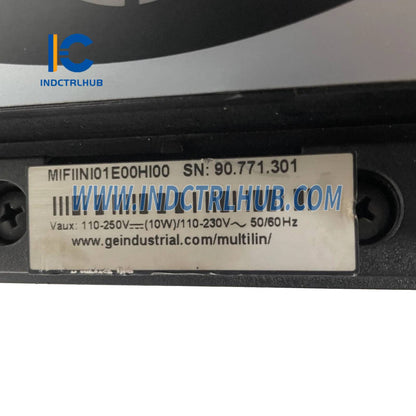 INDCTRLHUB
MIFIINI01E00HI00 SN: 90.771.301
WWW.INDCTRLHUB.COM
Vaux: 110-250V⎓(10W)/110-230V～ 50/60Hz
www.geindustrial.com/multilin/